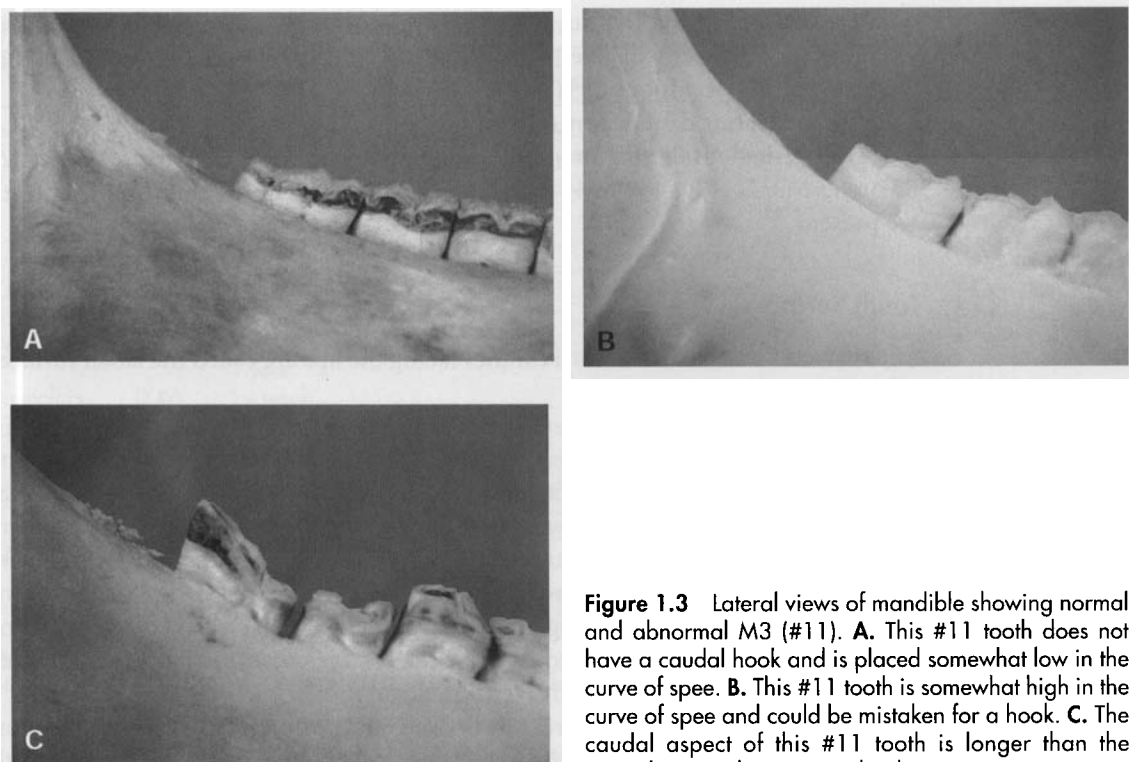 A
B
C
Figure 1.3 Lateral views of mandible showing normal
and abnormal M3 (#11). A. This #11 tooth does not
have a caudal hook and is placed somewhat low in the
curve of spee. B. This #11 tooth is somewhat high in the
curve of spee and could be mistaken for a hook. C. The
caudal aspect of this #11 tooth is longer than the